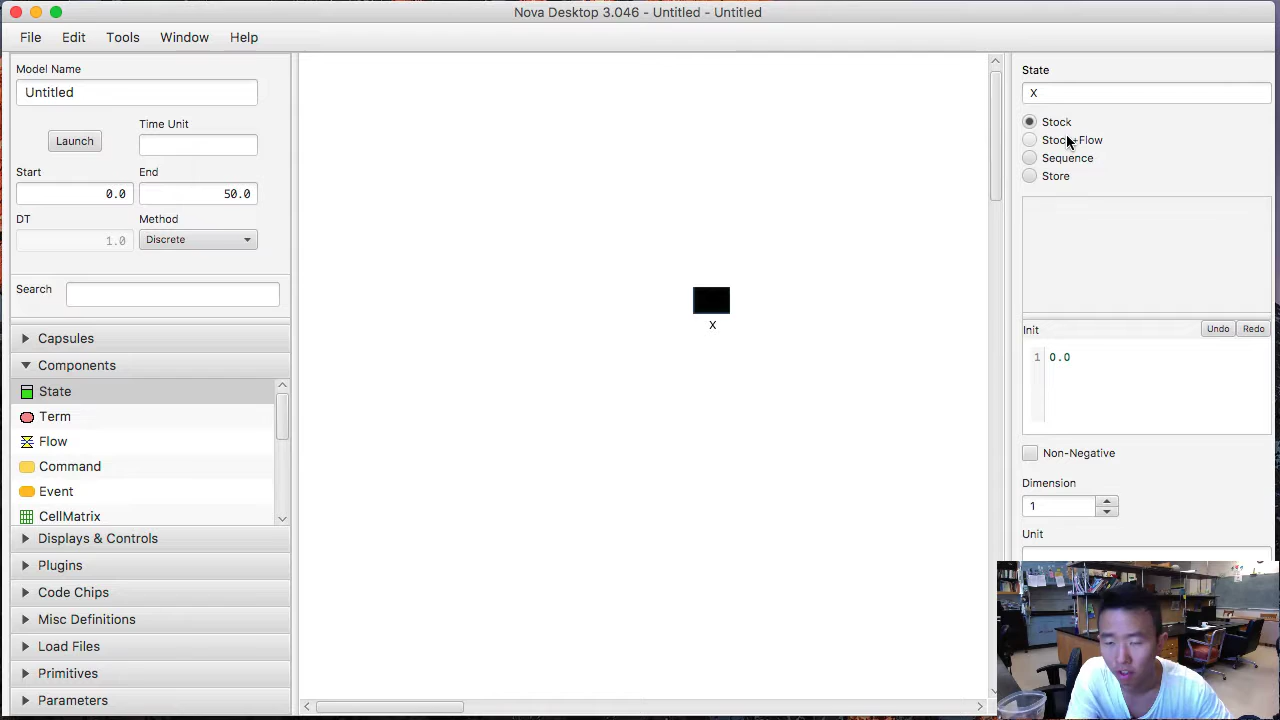 Nova Desktop 3.046 - Untitled - Untitled
File Edit Tools Window Help
Model Name
Untitled
Launch
Time Unit
Start
End
0.0
50.0
DT
Method
1.0
Discrete
Search
Capsules
Components
State
Term
Flow
Command
Event
CellMatrix
Displays & Controls
Plugins
Code Chips
Misc Definitions
Load Files
Primitives
Parameters
X
State
X
Stock
Stock+Flow
Sequence
Store
Init
Undo
Redo
1 0.0
Non-Negative
Dimension
1
Unit